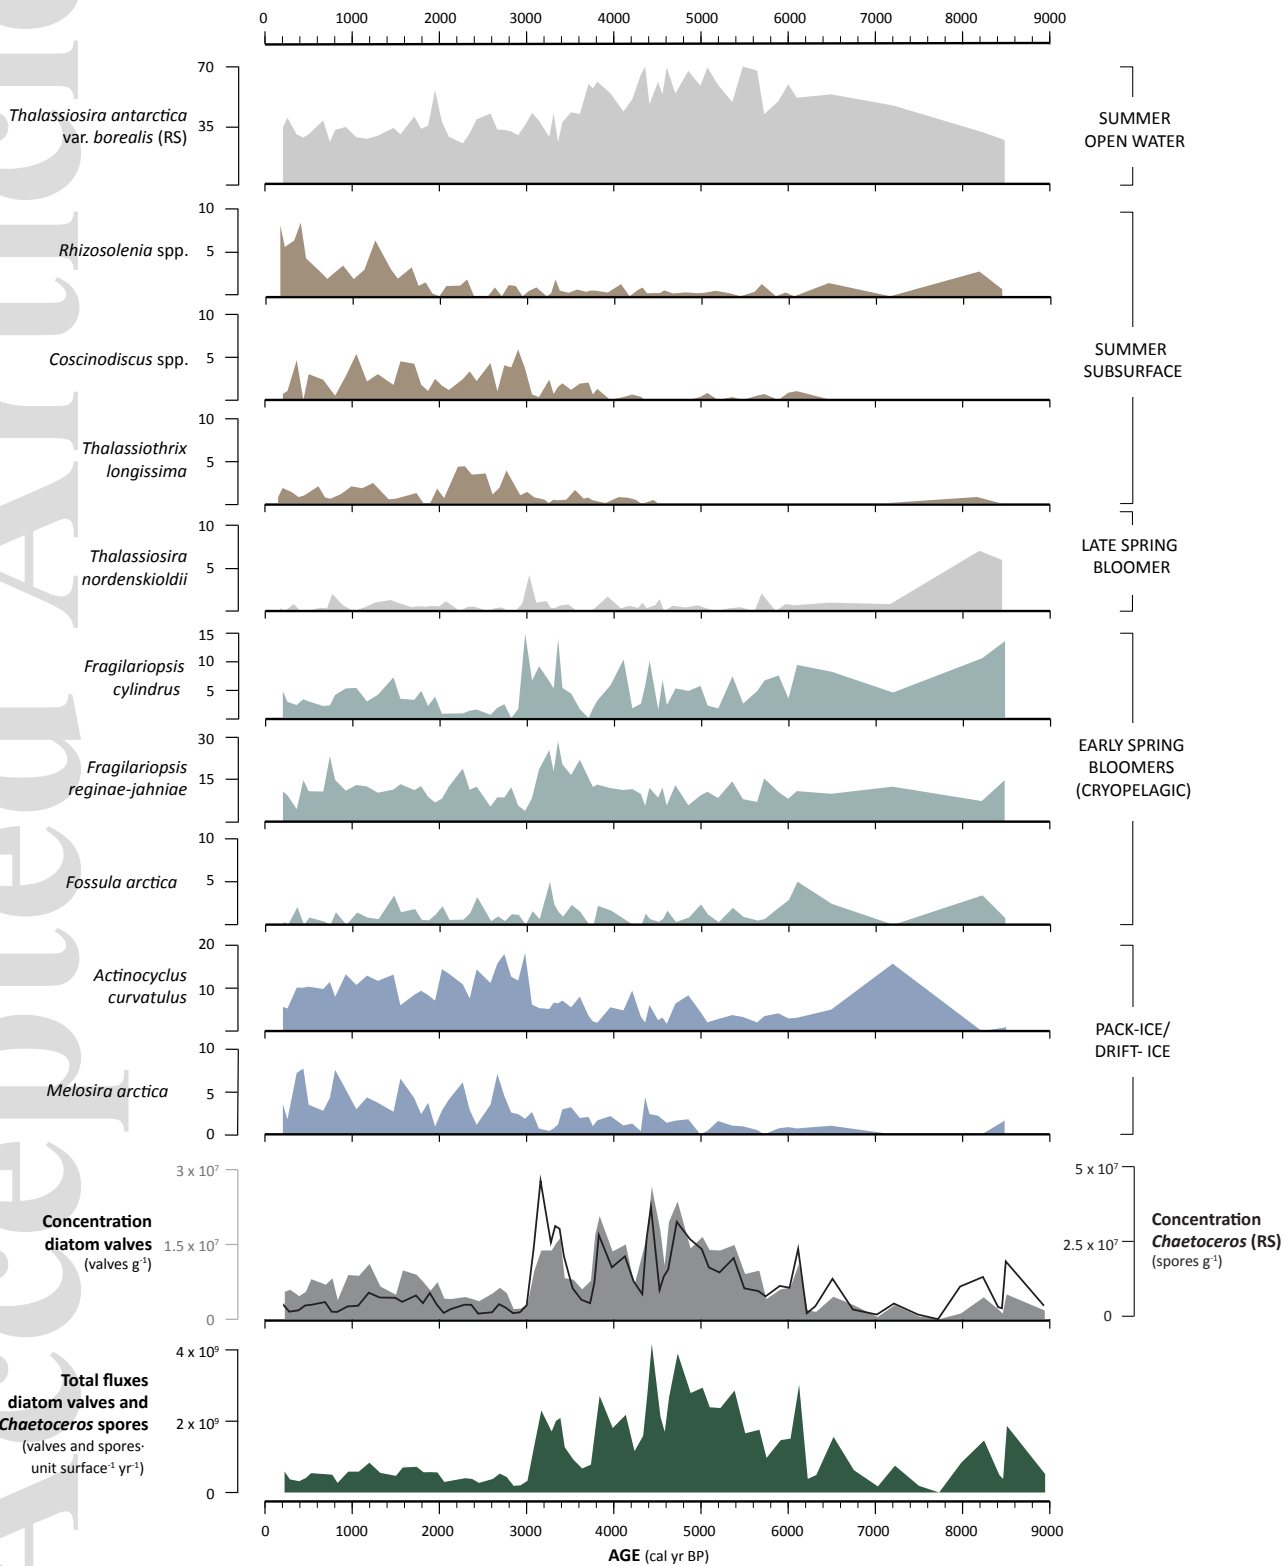 0 1000 2000 3000 4000 5000 6000 7000 8000 9000
70
35
Thalassiosira antarctica
var. borealis (RS)
SUMMER
OPEN WATER
10
5
Rhizosolenia spp.
10
5
Coscinodiscus spp.
SUMMER
SUBSURFACE
10
5
Thalassiothrix
longissima
10
5
Thalassiosira
nordenskioldii
LATE SPRING
BLOOMER
15
10
5
Fragilariopsis
cylindrus
30
15
Fragilariopsis
reginae-jahniae
EARLY SPRING
BLOOMERS
(CRYOPELAGIC)
10
5
Fossula arctica
20
10
Actinocyclus
curvatulus
PACK-ICE/
DRIFT- ICE
10
5
0
Melosira arctica
3 x 10⁷
1.5 x 10⁷
0
Concentration
diatom valves
(valves g⁻¹)
5 x 10⁷
2.5 x 10⁷
0
Concentration
Chaetoceros (RS)
(spores g⁻¹)
4 x 10⁹
2 x 10⁹
0
Total fluxes
diatom valves and
Chaetoceros spores
(valves and spores·
unit surface⁻¹ yr⁻¹)
0 1000 2000 3000 4000 5000 6000 7000 8000 9000
AGE (cal yr BP)
Accepted Article